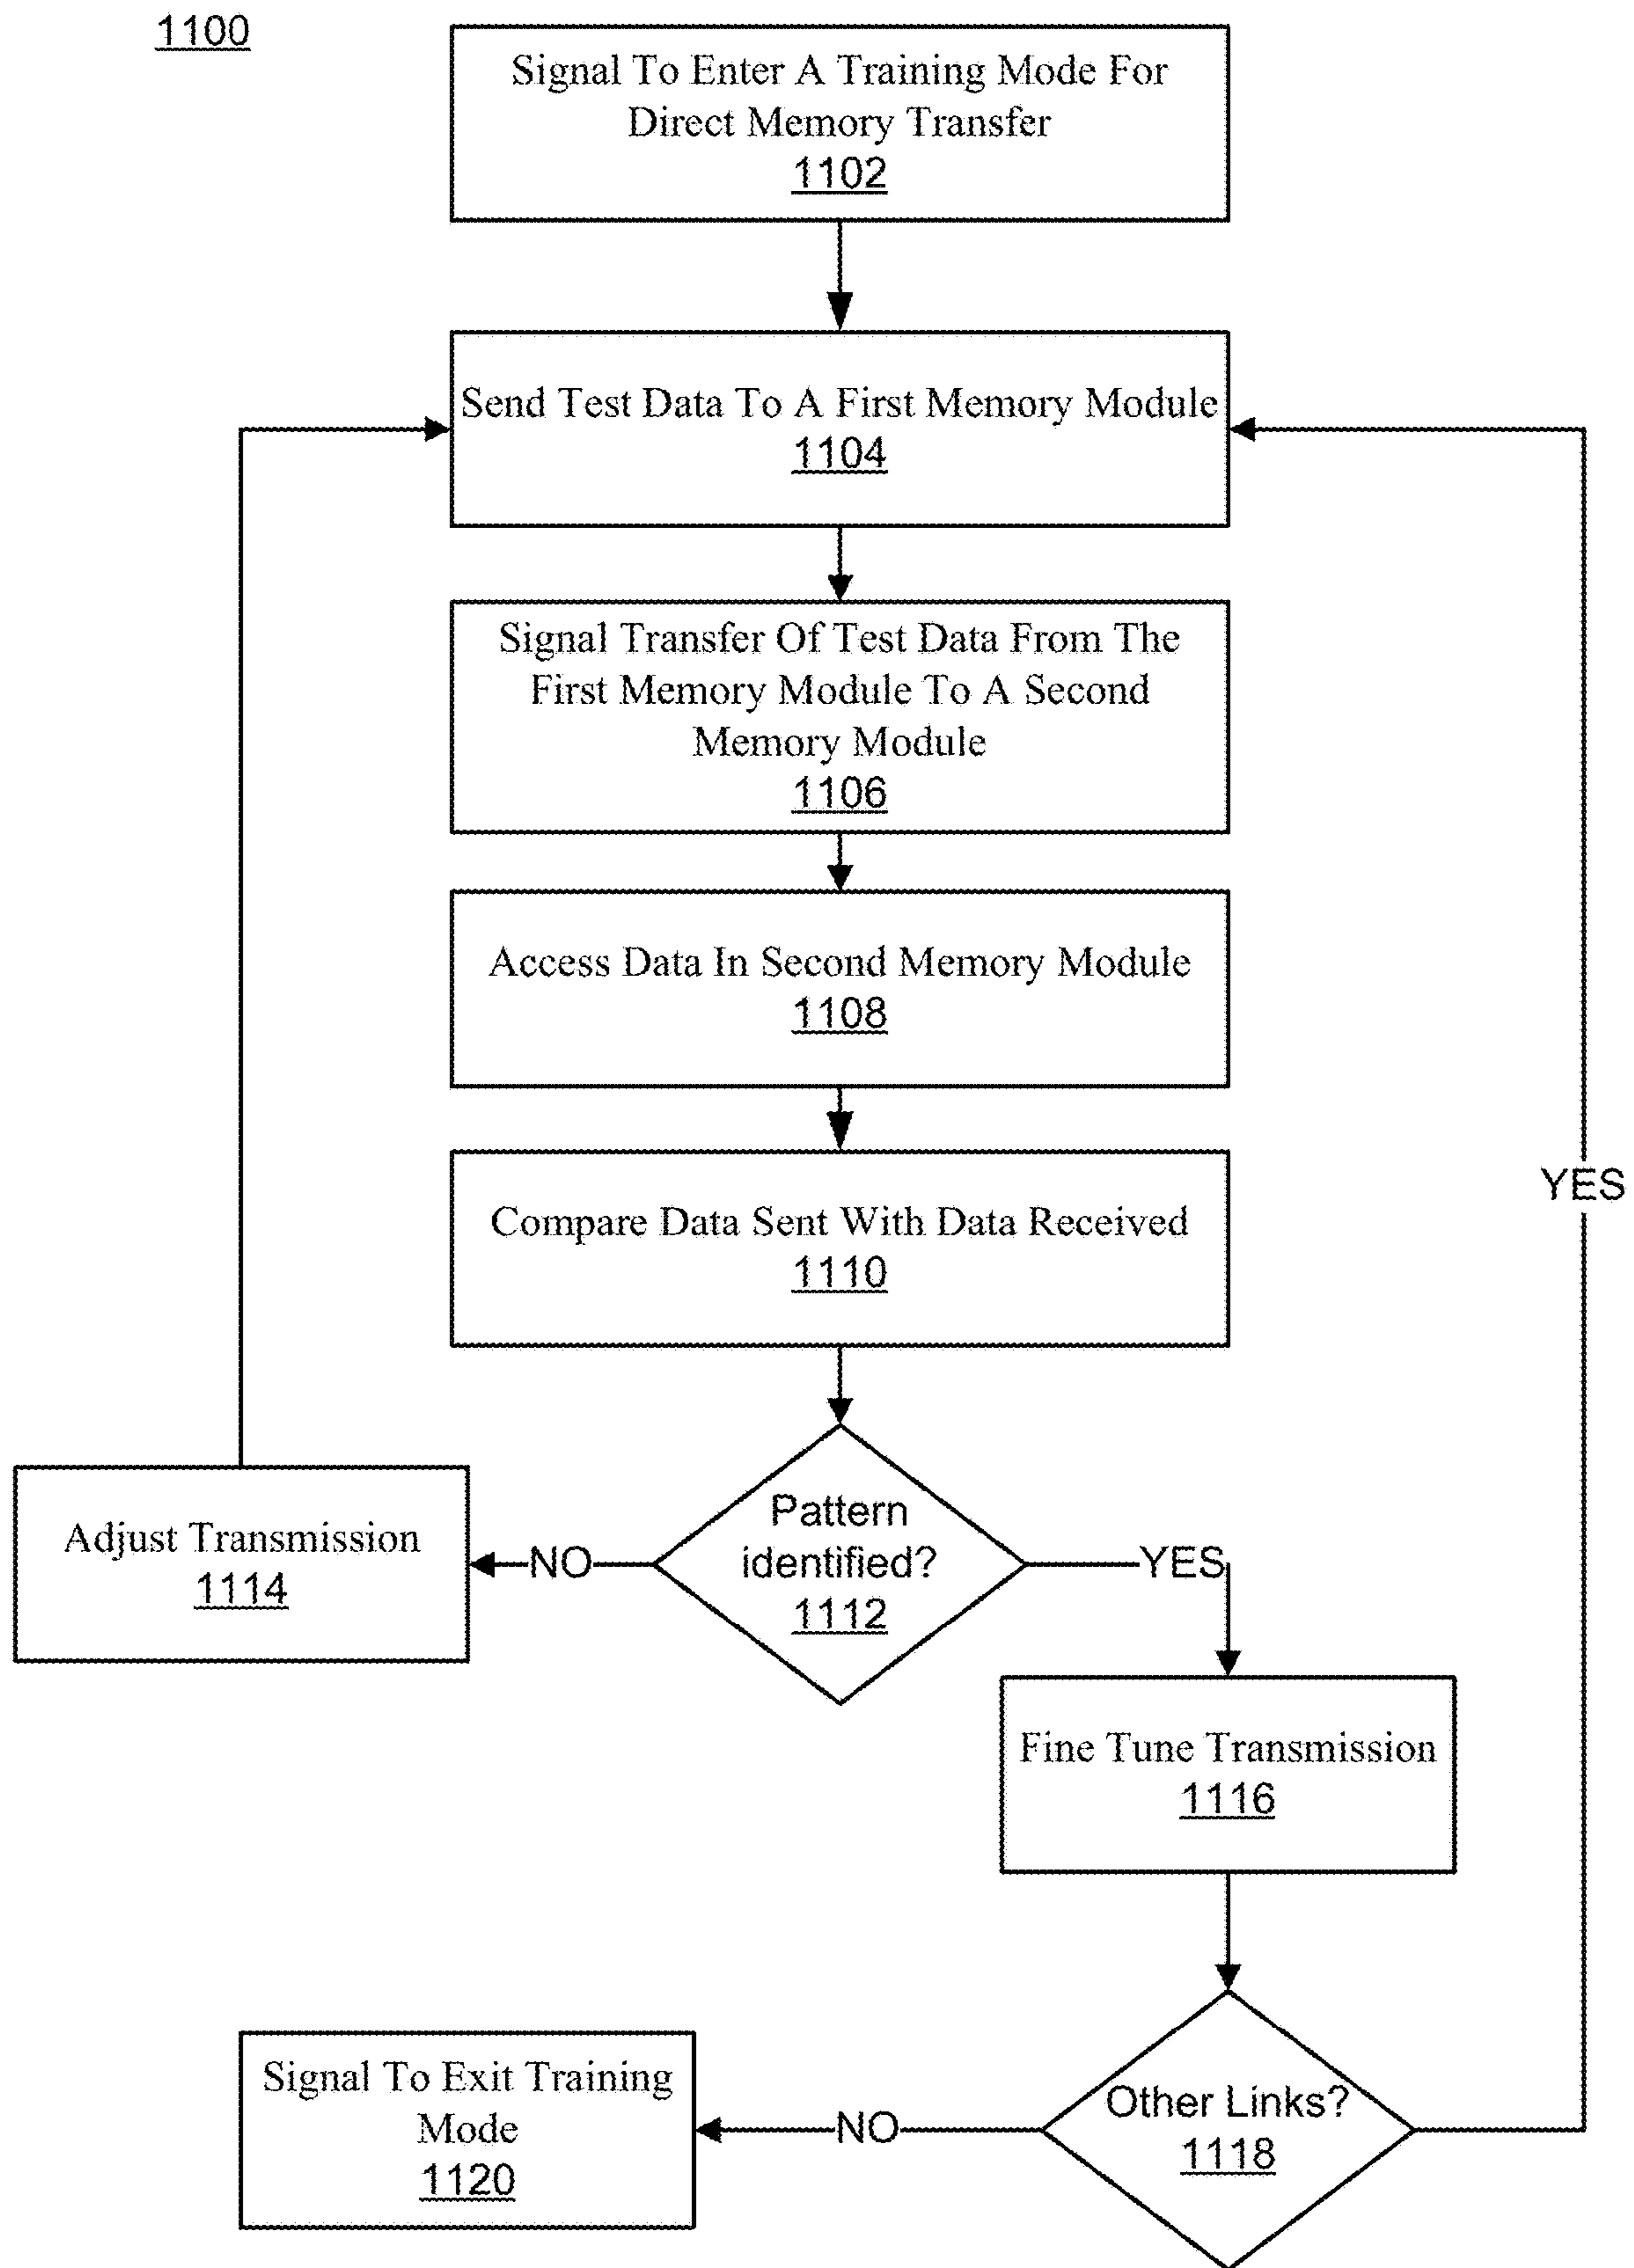 1100
Signal To Enter A Training Mode For
Direct Memory Transfer
1102
Send Test Data To A First Memory Module
1104
Signal Transfer Of Test Data From The
First Memory Module To A Second
Memory Module
1106
Access Data In Second Memory Module
1108
Compare Data Sent With Data Received
1110
YES
Pattern
identified?
1112
NO
YES
Adjust Transmission
1114
Fine Tune Transmission
1116
Other Links?
1118
NO
Signal To Exit Training
Mode
1120